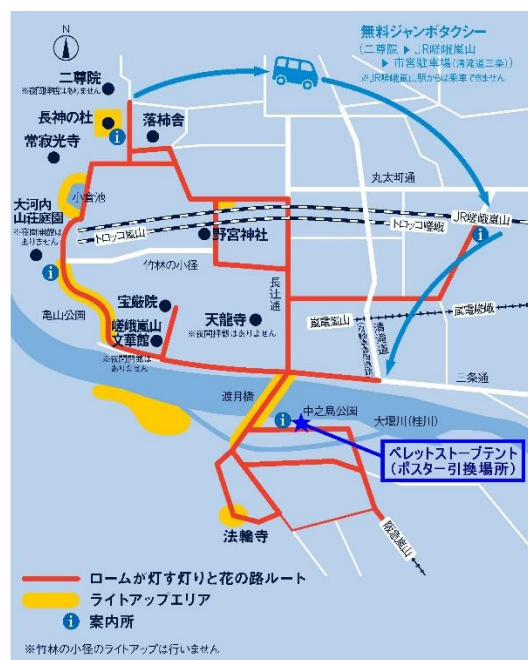 N
無料ジャンボタクシー
(二尊院 ▶ JR嵯峨嵐山
▶ 市営駐車場(清滝道三条))
※JR嵯峨嵐山駅からは乗車できません
二尊院
※夜間拝観はありません
長神の杜
落柿舎
常寂光寺
小倉池
丸太町通
大河内
山荘庭園
※夜間開館は
ありません
トロッコ嵐山
トロッコ嵯峨
JR嵯峨嵐山
野宮神社
竹林の小径
長辻通
亀山公園
宝厳院
嵯峨嵐山
文華館
※夜間開館は
ありません
天龍寺
※夜間拝観はありません
嵐電嵐山
嵐電嵯峨
清滝道
三条通
渡月橋
中之島公園
大堰川(桂川)
ペレットストーブテント
(ポスター引換場所)
法輪寺
阪急嵐山
ロームが灯す灯りと花の路ルート
ライトアップエリア
案内所
※竹林の小径のライトアップは行いません